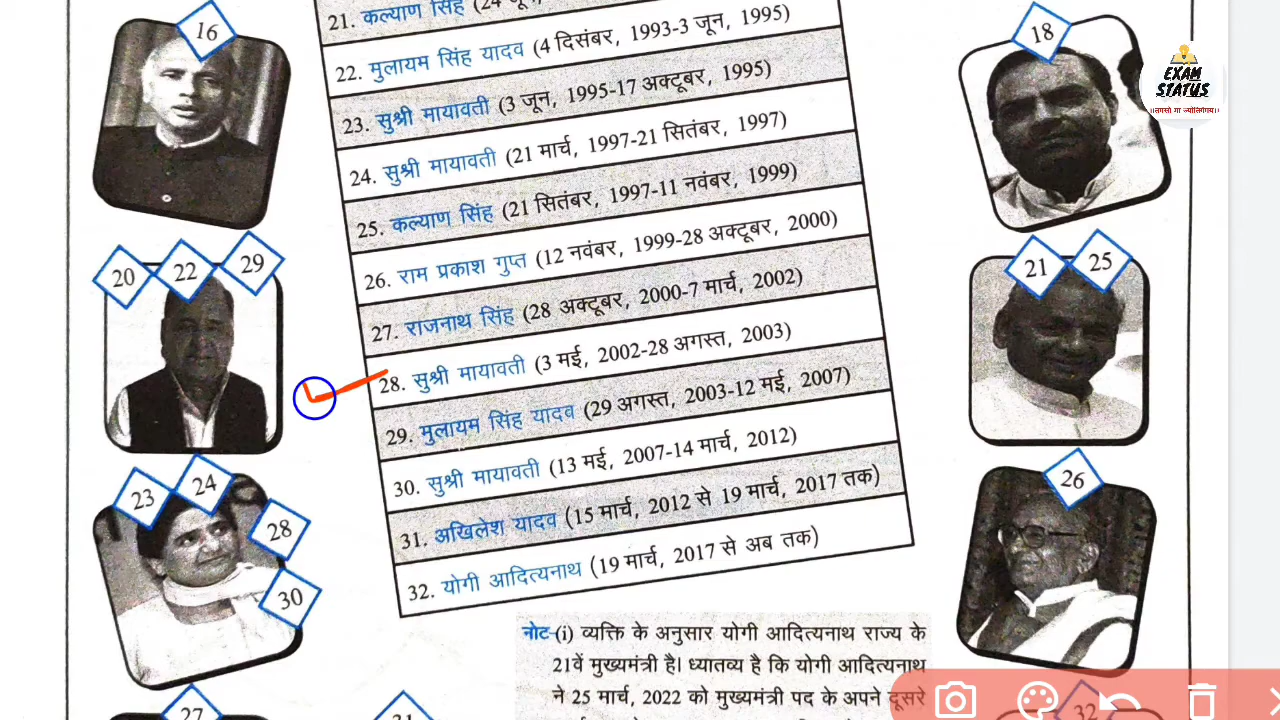 16
18
EXAM
STATUS
।।तमसो मा ज्योतिर्गमय।।
21. कल्याण सिंह (24 जून,
22. मुलायम सिंह यादव (4 दिसंबर, 1993-3 जून, 1995)
23. सुश्री मायावती (3 जून, 1995-17 अक्टूबर, 1995)
24. सुश्री मायावती (21 मार्च, 1997-21 सितंबर, 1997)
25. कल्याण सिंह (21 सितंबर, 1997-11 नवंबर, 1999)
26. राम प्रकाश गुप्त (12 नवंबर, 1999-28 अक्टूबर, 2000)
27. राजनाथ सिंह (28 अक्टूबर, 2000-7 मार्च, 2002)
28. सुश्री मायावती (3 मई, 2002-28 अगस्त, 2003)
29. मुलायम सिंह यादव (29 अगस्त, 2003-12 मई, 2007)
30. सुश्री मायावती (13 मई, 2007-14 मार्च, 2012)
31. अखिलेश यादव (15 मार्च, 2012 से 19 मार्च, 2017 तक)
32. योगी आदित्यनाथ (19 मार्च, 2017 से अब तक)
20 22 29
21 25
23 24 28 30
26
नोट-(i) व्यक्ति के अनुसार योगी आदित्यनाथ राज्य के
21वें मुख्यमंत्री है। ध्यातव्य है कि योगी आदित्यनाथ
ने 25 मार्च, 2022 को मुख्यमंत्री पद के अपने दूसरे
27
31
32